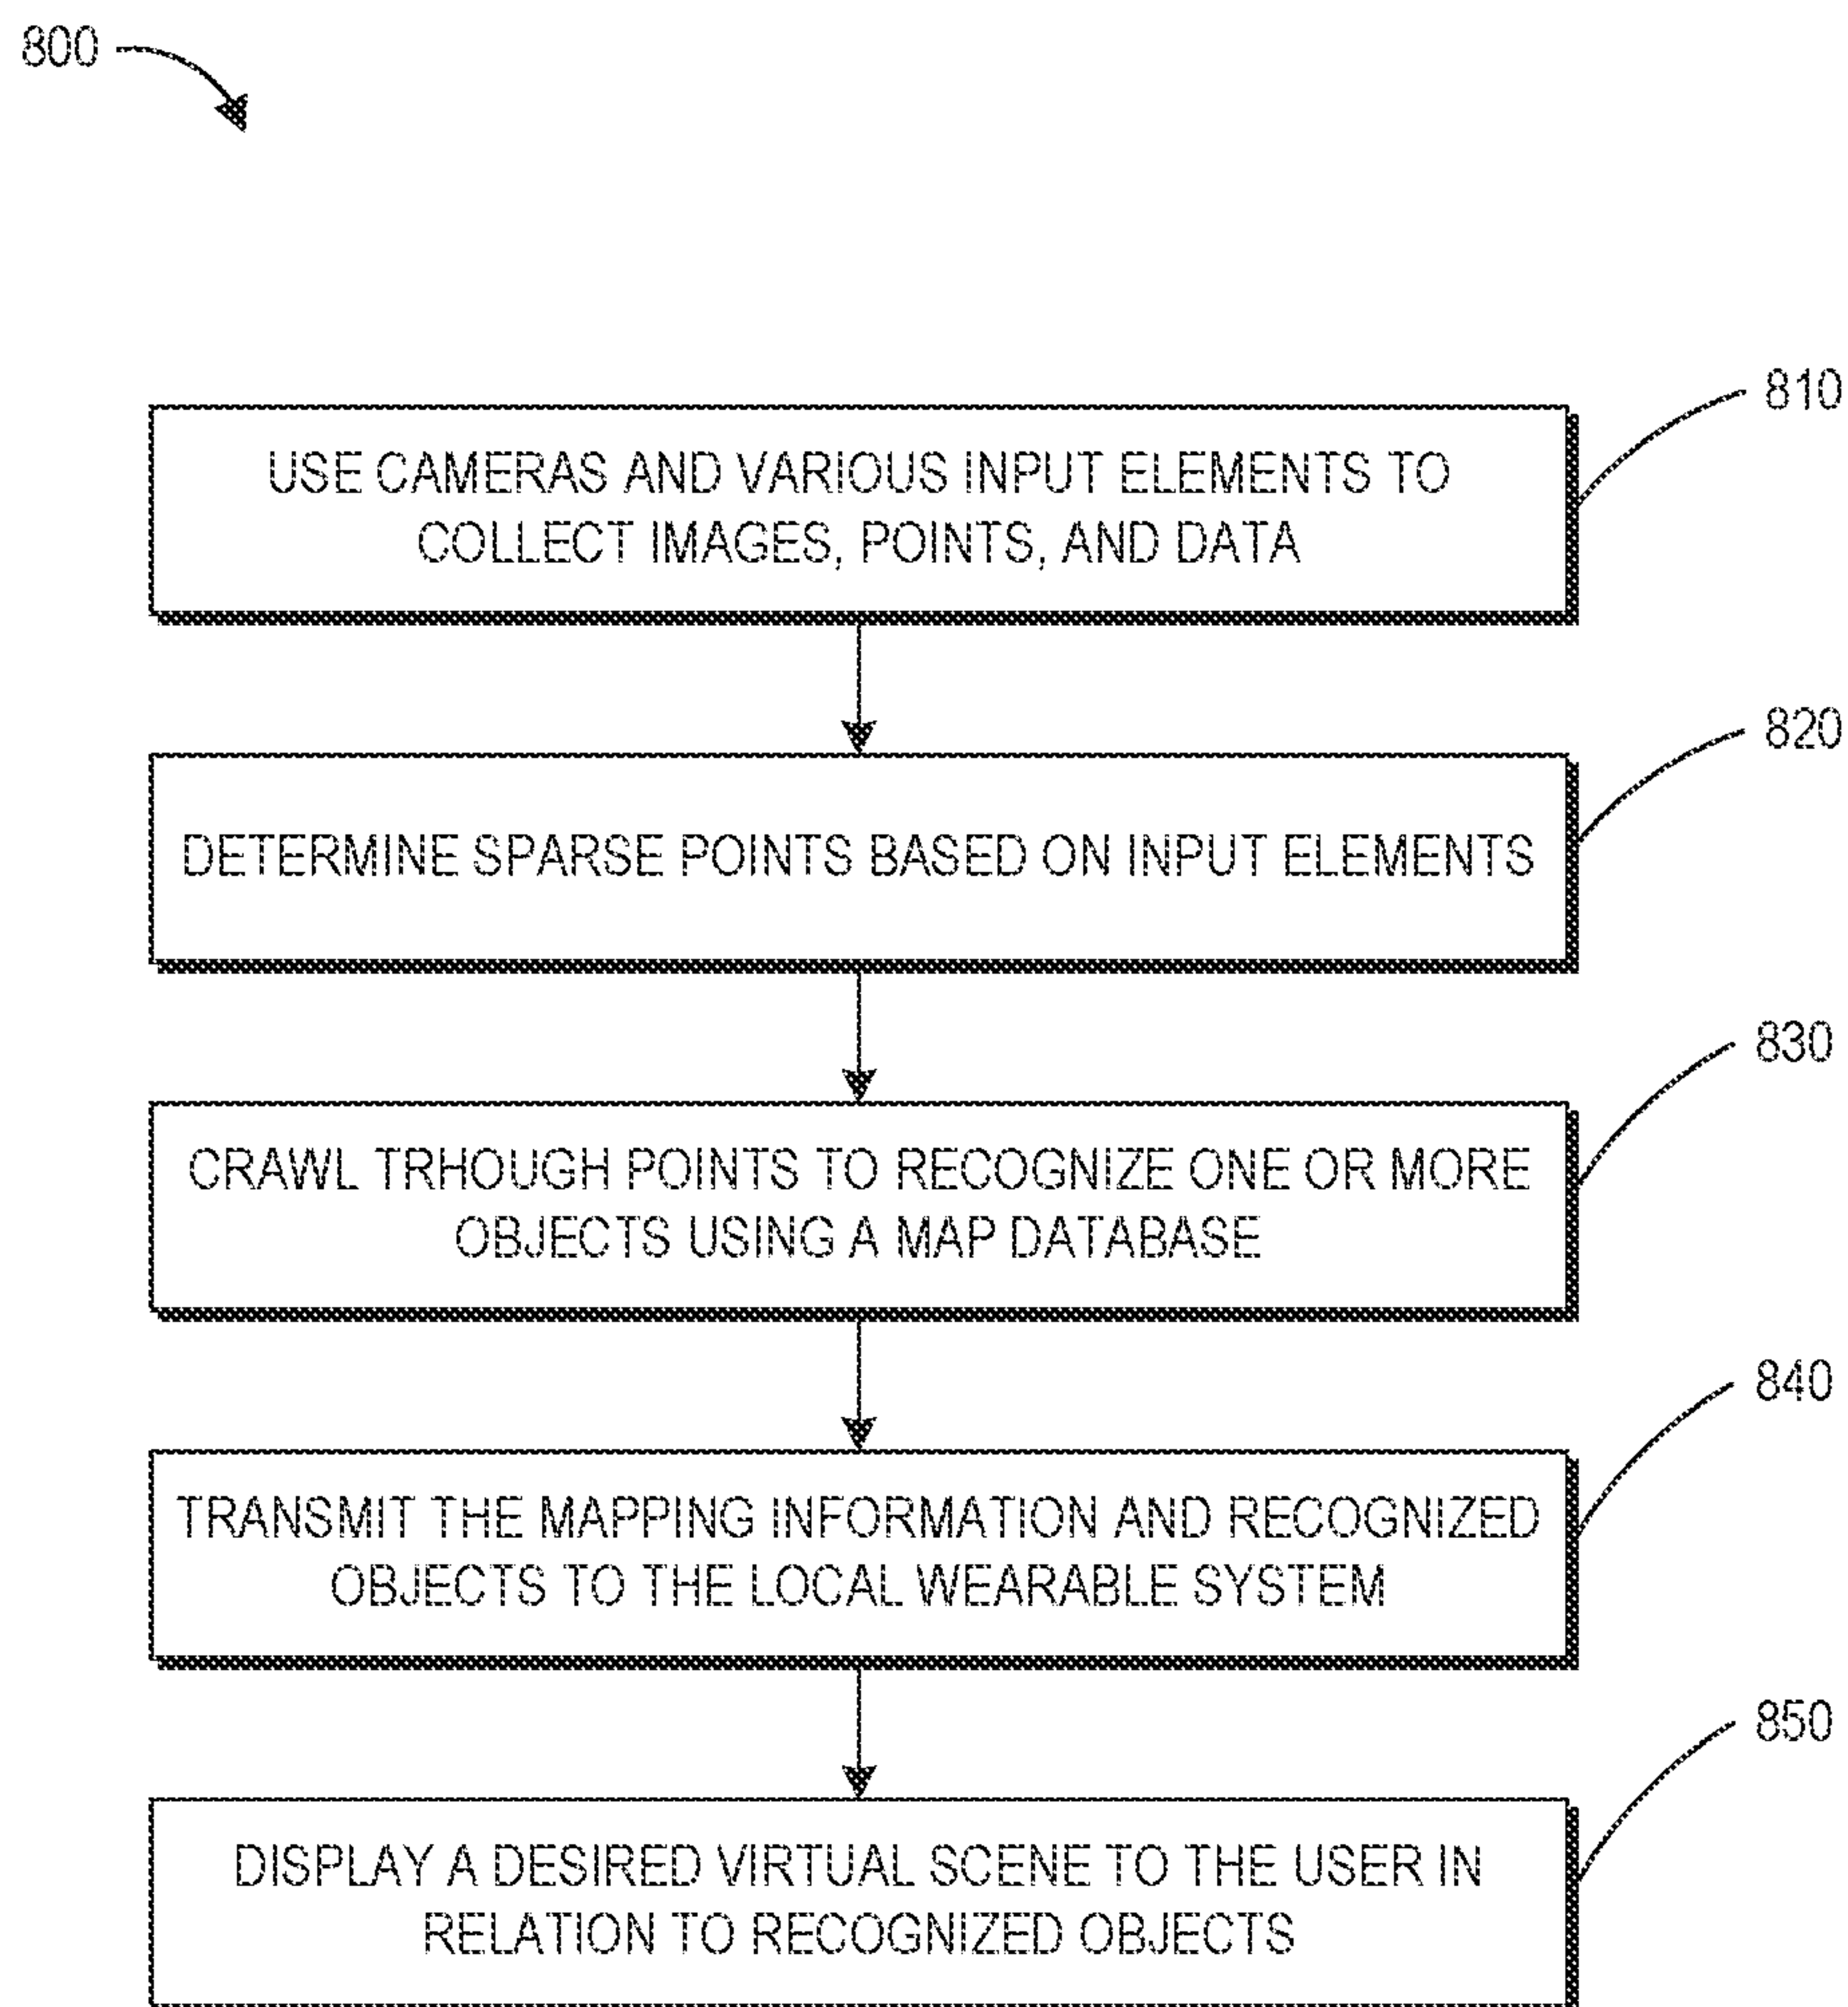 800
810
USE CAMERAS AND VARIOUS INPUT ELEMENTS TO
COLLECT IMAGES, POINTS, AND DATA
820
DETERMINE SPARSE POINTS BASED ON INPUT ELEMENTS
830
CRAWL TRHOUGH POINTS TO RECOGNIZE ONE OR MORE
OBJECTS USING A MAP DATABASE
840
TRANSMIT THE MAPPING INFORMATION AND RECOGNIZED
OBJECTS TO THE LOCAL WEARABLE SYSTEM
850
DISPLAY A DESIRED VIRTUAL SCENE TO THE USER IN
RELATION TO RECOGNIZED OBJECTS